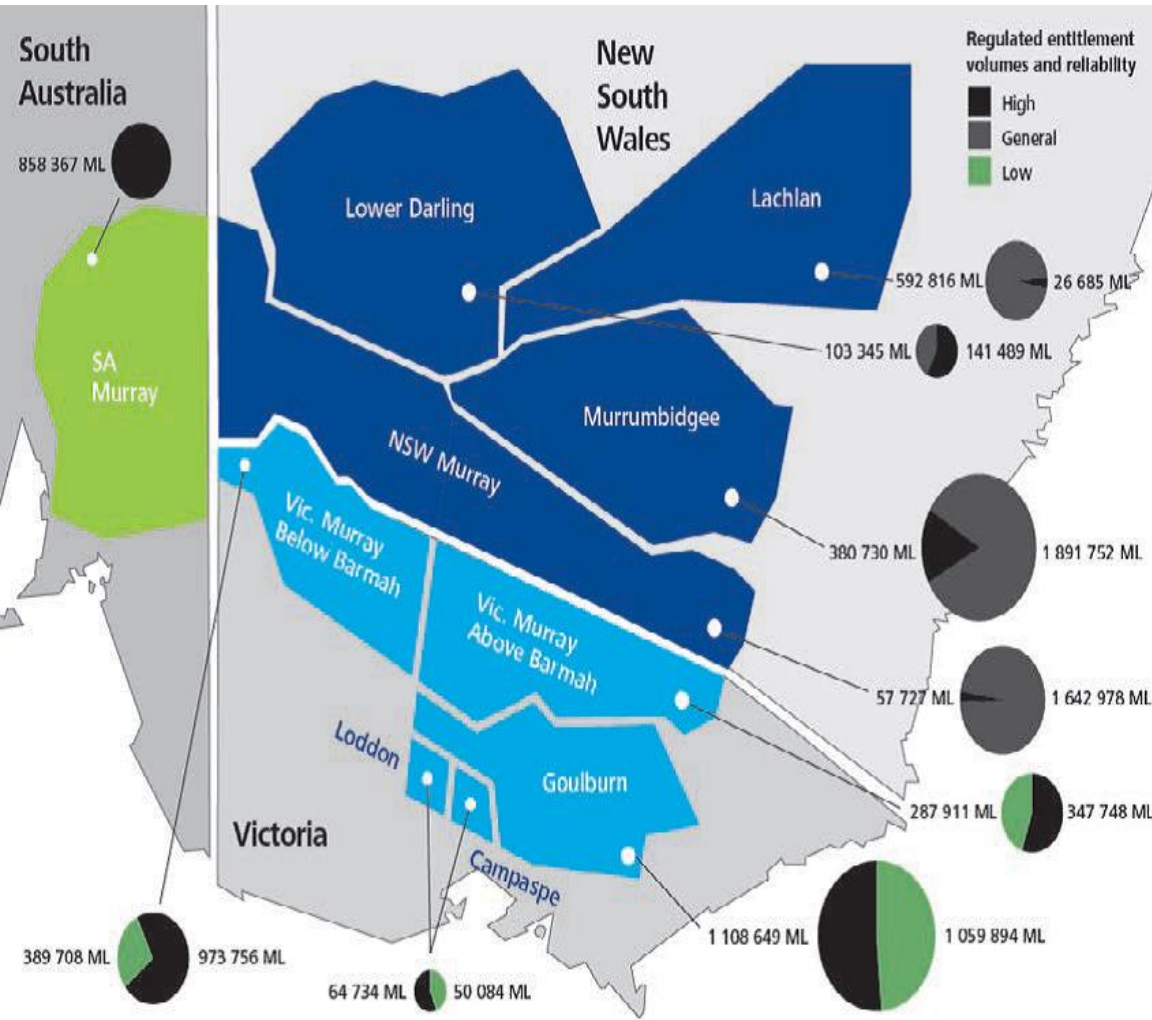 South
Australia
New
South
Wales
Regulated entitlement
volumes and reliability
High
General
Low
858 367 ML
Lower Darling
Lachlan
592 816 ML
26 685 ML
103 345 ML
141 489 ML
SA
Murray
Murrumbidgee
NSW Murray
380 730 ML
1 891 752 ML
Vic. Murray
Below Barmah
Vic. Murray
Above Barmah
57 727 ML
1 642 978 ML
Loddon
Goulburn
287 911 ML
347 748 ML
Victoria
Campaspe
1 108 649 ML
1 059 894 ML
389 708 ML
973 756 ML
64 734 ML
50 084 ML